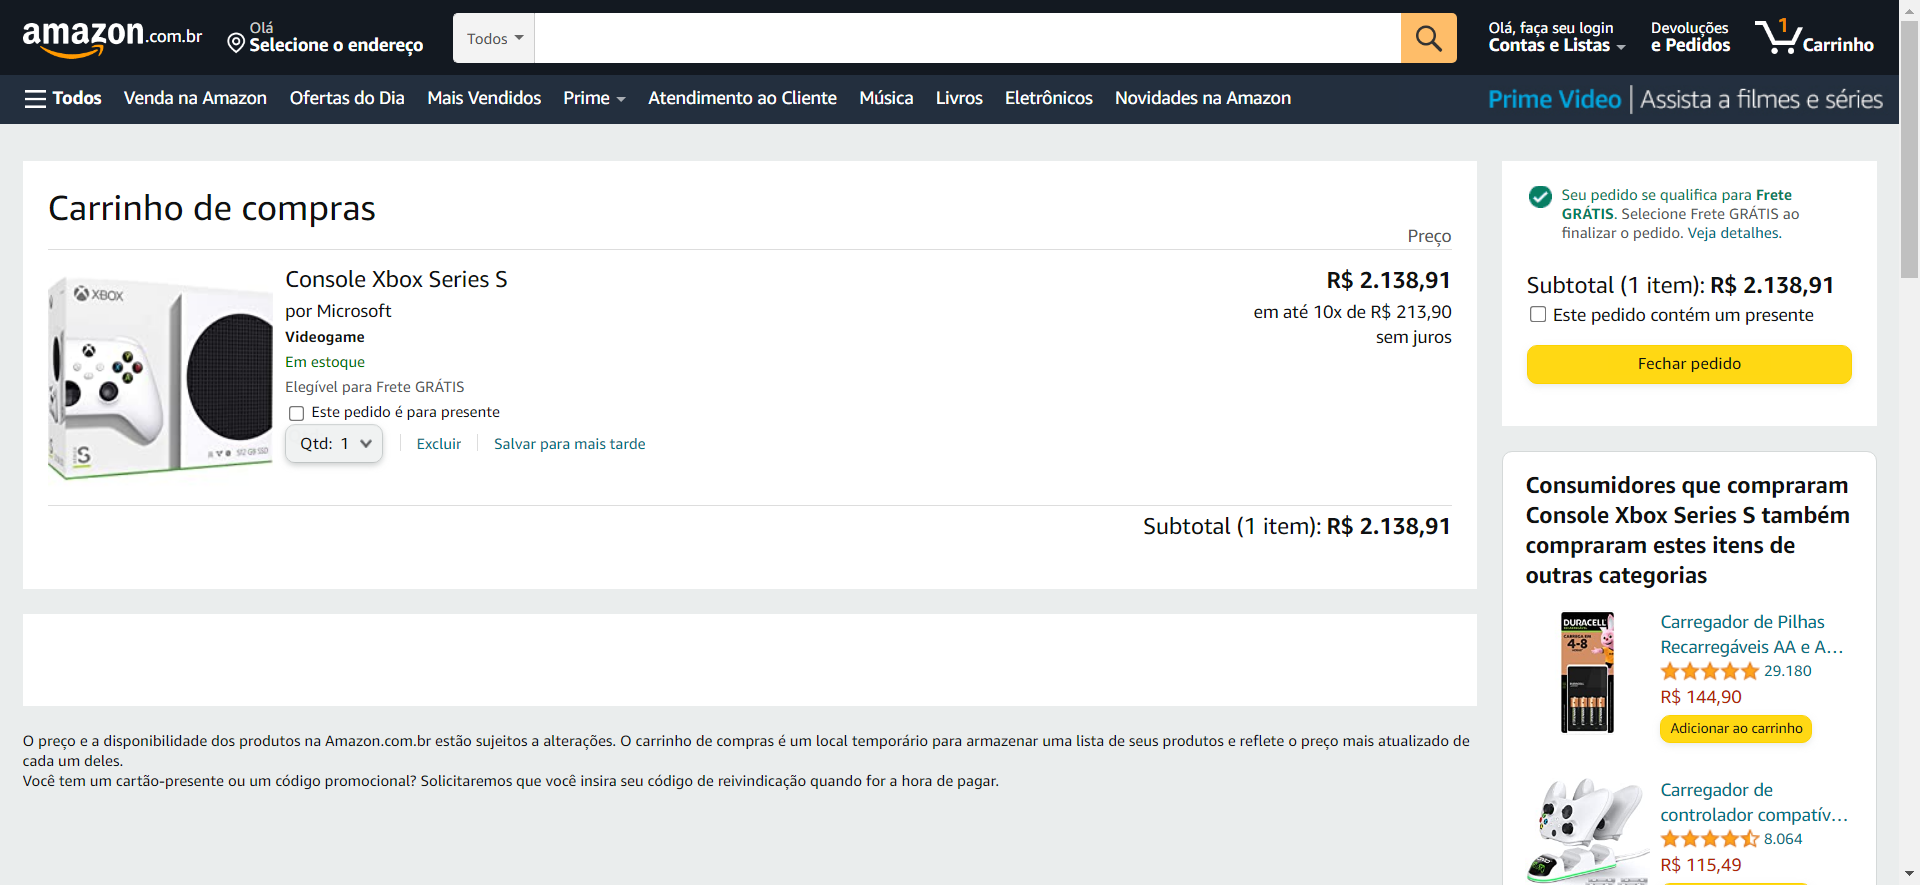 amazon.com.br
Olá
Selecione o endereço
Todos
Olá, faça seu login
Contas e Listas
Devoluções
e Pedidos
1
Carrinho
Todos
Venda na Amazon
Ofertas do Dia
Mais Vendidos
Prime
Atendimento ao Cliente
Música
Livros
Eletrônicos
Novidades na Amazon
Prime Video | Assista a filmes e séries
Carrinho de compras
Preço
XBOX
S
512 GB SSD
Console Xbox Series S
por Microsoft
Videogame
Em estoque
Elegível para Frete GRÁTIS
Este pedido é para presente
Qtd: 1
Excluir
Salvar para mais tarde
R$ 2.138,91
em até 10x de R$ 213,90
sem juros
Subtotal (1 item): R$ 2.138,91
O preço e a disponibilidade dos produtos na Amazon.com.br estão sujeitos a alterações. O carrinho de compras é um local temporário para armazenar uma lista de seus produtos e reflete o preço mais atualizado de
cada um deles.
Você tem um cartão-presente ou um código promocional? Solicitaremos que você insira seu código de reivindicação quando for a hora de pagar.
Seu pedido se qualifica para Frete
GRÁTIS. Selecione Frete GRÁTIS ao
finalizar o pedido. Veja detalhes.
Subtotal (1 item): R$ 2.138,91
Este pedido contém um presente
Fechar pedido
Consumidores que compraram
Console Xbox Series S também
compraram estes itens de
outras categorias
DURACELL
4-8
Carregador de Pilhas
Recarregáveis AA e A...
29.180
R$ 144,90
Adicionar ao carrinho
Carregador de
controlador compatív...
8.064
R$ 115,49